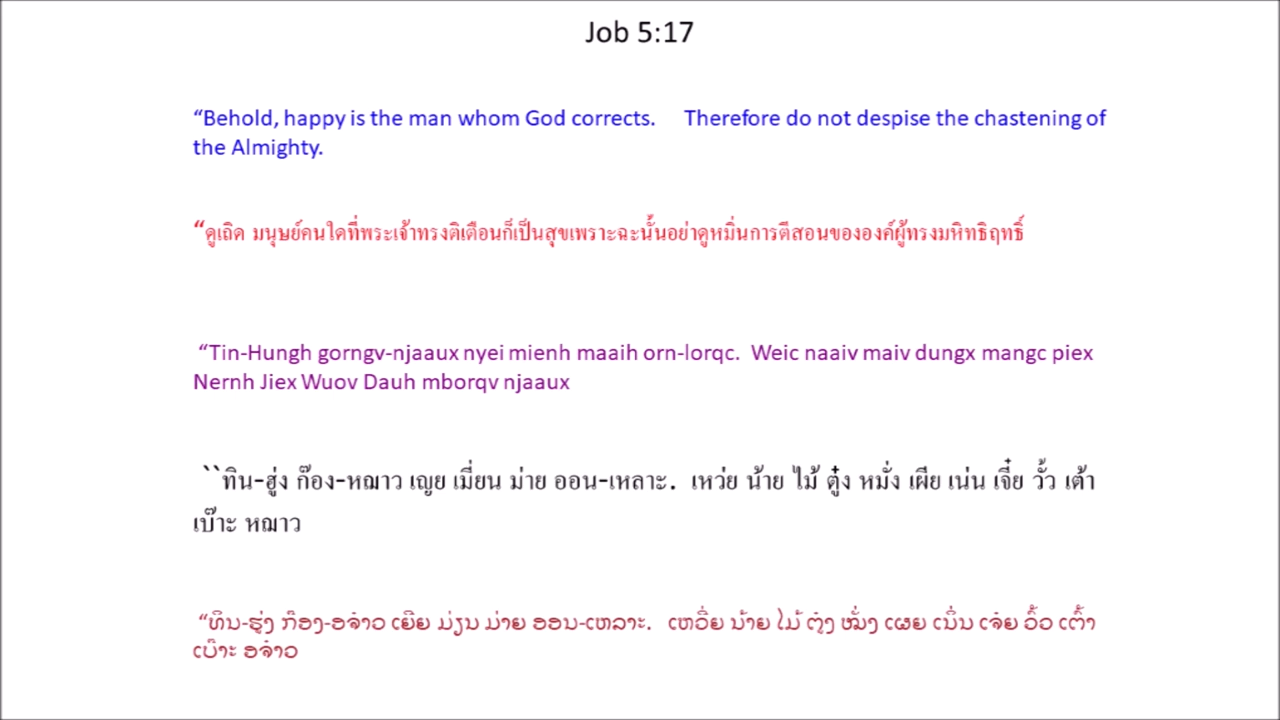 Job 5:17
“Behold, happy is the man whom God corrects. Therefore do not despise the chastening of
the Almighty.
“ดูเถิด มนุษย์คนใดที่พระเจ้าทรงติเตือนก็เป็นสุขเพราะฉะนั้นอย่าดูหมิ่นการตีสอนขององค์ผู้ทรงมหิทธิฤทธิ์
“Tin-Hungh gorngv-njaaux nyei mienh maaih orn-lorqc. Weic naaiv maiv dungx mangc piex
Nernh Jiex Wuov Dauh mborqv njaaux
``ทิน-ฮู่ง ก๊อง-หฌาว เญย เมี่ยน ม่าย ออน-เหลาะ. เหว่ย น้าย ไม้ ตู๋ง หมั่ง เผีย เน่น เจี๋ย วั้ว เต้า
เบ๊าะ หฌาว
“ທິນ-ຮູ່ງ ກ໊ອງ-ອຈ໋າວ ເຍີຍ ມ່ຽນ ມ່າຍ ອອນ-ເຫລາະ. ເຫວີ່ຍ ນ້າຍ ໄມ້ ຕູ໋ງ ໝັ່ງ ເຜຍ ເນິ່ນ ເຈ໋ຍ ວົ້ວ ເຕົ້າ
ເບົ໊າະ ອຈ໋າວ